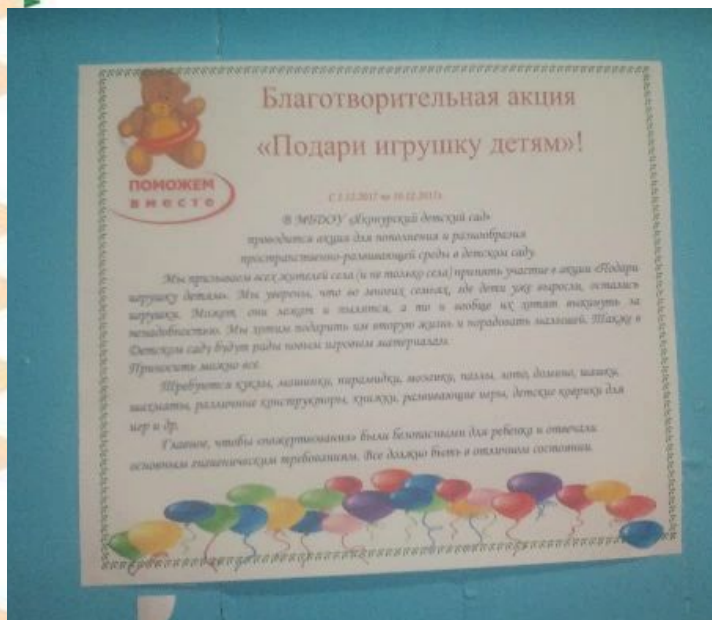 Благотворительная акция
«Подари игрушку детям»!
ПОМОЖЕМ
вместе
В МБДОУ детский сад»
проводится акция для пополнения и разнообразия
пространственно-развивающей среды в детском саду.
Мы призываем всех жителей села (и не только села) принять участие в акции «Подари
игрушку детям». Мы уверены, что во многих семьях, где дети уже выросли, остались
игрушки. Может, они лежат и пылятся, а то и вообще их хотят выкинуть за
ненадобностью. Мы хотим подарить им вторую жизнь и порадовать малышей. Также в
Детском саду будут рады новым игровым материалам.
Приносить можно все.
Требуются куклы, машинки, пирамидки, мозаики, пазлы, лото, домино, шашки,
шахматы, различные конструкторы, книжки, развивающие игры, детские коврики для
игр и др.
Главное, чтобы «пожертвования» были безопасными для ребенка и отвечали
основным гигиеническим требованиям. Все должно быть в отличном состоянии.